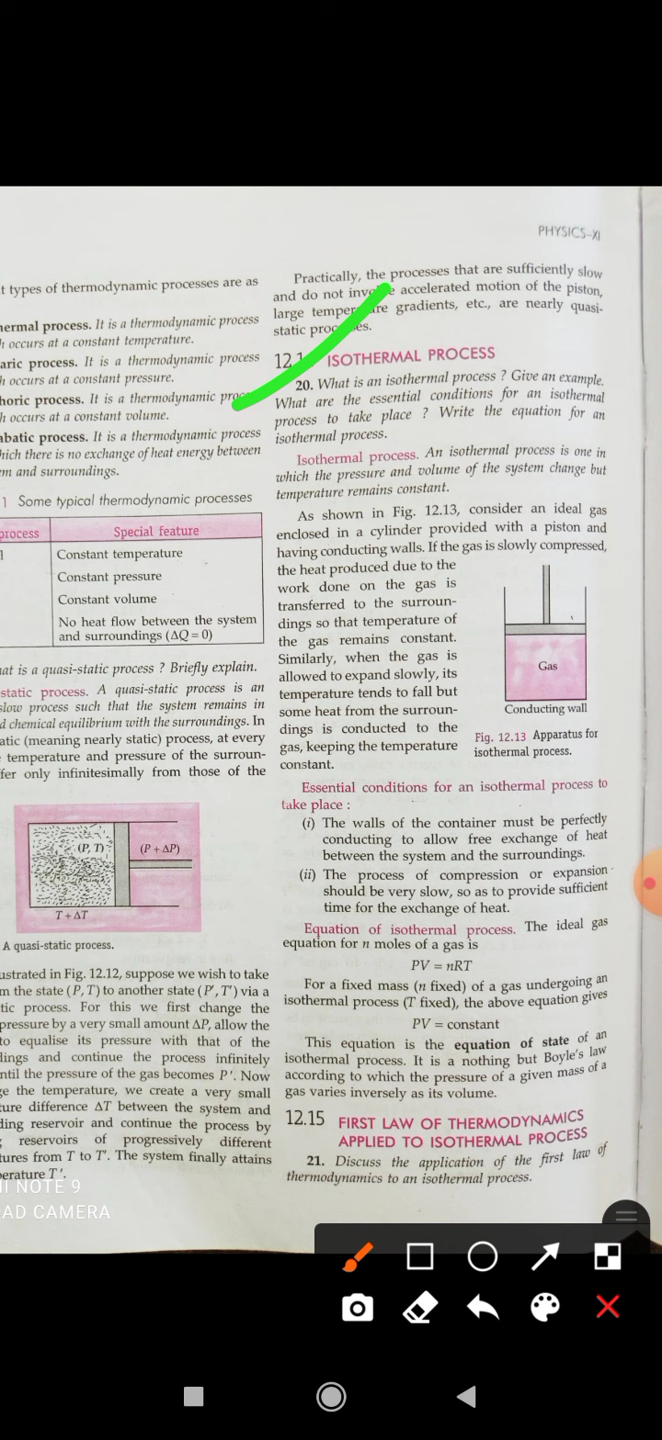 PHYSICS–XI
t types of thermodynamic processes are as
hermal process. It is a thermodynamic process
h occurs at a constant temperature.
aric process. It is a thermodynamic process
h occurs at a constant pressure.
horic process. It is a thermodynamic
h occurs at a constant volume.
abatic process. It is a thermodynamic process
hich there is no exchange of heat energy between
em and surroundings.
1 Some typical thermodynamic processes
process Special feature
Constant temperature
Constant pressure
Constant volume
No heat flow between the system
and surroundings (ΔQ = 0)
at is a quasi-static process ? Briefly explain.
static process. A quasi-static process is an
slow process such that the system remains in
d chemical equilibrium with the surroundings. In
atic (meaning nearly static) process, at every
temperature and pressure of the surroun-
fer only infinitesimally from those of the
(P, T)
(P + ΔP)
T + ΔT
A quasi-static process.
ustrated in Fig. 12.12, suppose we wish to take
m the state (P, T) to another state (P', T') via a
tic process. For this we first change the
pressure by a very small amount ΔP, allow the
to equalise its pressure with that of the
dings and continue the process infinitely
ntil the pressure of the gas becomes P'. Now
ge the temperature, we create a very small
ture difference ΔT between the system and
ding reservoir and continue the process by
reservoirs of progressively different
tures from T to T'. The system finally attains
perature T'.
MI NOTE 9
AD CAMERA
Practically, the processes that are sufficiently slow
and do not involve accelerated motion of the piston,
large temperature gradients, etc., are nearly quasi-
static processes.
12.1 ISOTHERMAL PROCESS
20. What is an isothermal process ? Give an example.
What are the essential conditions for an isothermal
process to take place ? Write the equation for an
isothermal process.
Isothermal process. An isothermal process is one in
which the pressure and volume of the system change but
temperature remains constant.
As shown in Fig. 12.13, consider an ideal gas
enclosed in a cylinder provided with a piston and
having conducting walls. If the gas is slowly compressed,
the heat produced due to the
work done on the gas is
transferred to the surroun-
dings so that temperature of
the gas remains constant.
Similarly, when the gas is
allowed to expand slowly, its
temperature tends to fall but
some heat from the surroun-
dings is conducted to the
gas, keeping the temperature
constant.
Gas
Conducting wall
Fig. 12.13 Apparatus for
isothermal process.
Essential conditions for an isothermal process to
take place :
(i) The walls of the container must be perfectly
conducting to allow free exchange of heat
between the system and the surroundings.
(ii) The process of compression or expansion
should be very slow, so as to provide sufficient
time for the exchange of heat.
Equation of isothermal process. The ideal gas
equation for n moles of a gas is
PV = nRT
For a fixed mass (n fixed) of a gas undergoing an
isothermal process (T fixed), the above equation gives
PV = constant
This equation is the equation of state of an
isothermal process. It is a nothing but Boyle's law
according to which the pressure of a given mass of a
gas varies inversely as its volume.
12.15 FIRST LAW OF THERMODYNAMICS
APPLIED TO ISOTHERMAL PROCESS
21. Discuss the application of the first law of
thermodynamics to an isothermal process.